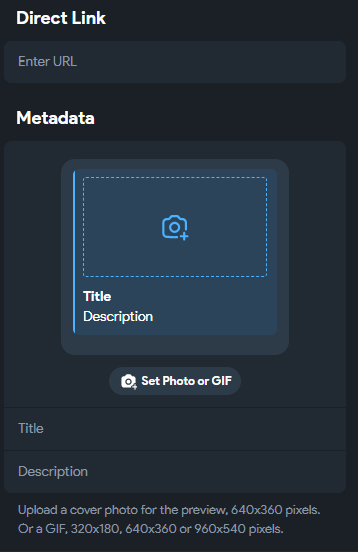 Direct Link
Enter URL
Metadata
Title
Description
Set Photo or GIF
Title
Description
Upload a cover photo for the preview, 640x360 pixels.
Or a GIF, 320x180, 640x360 or 960x540 pixels.